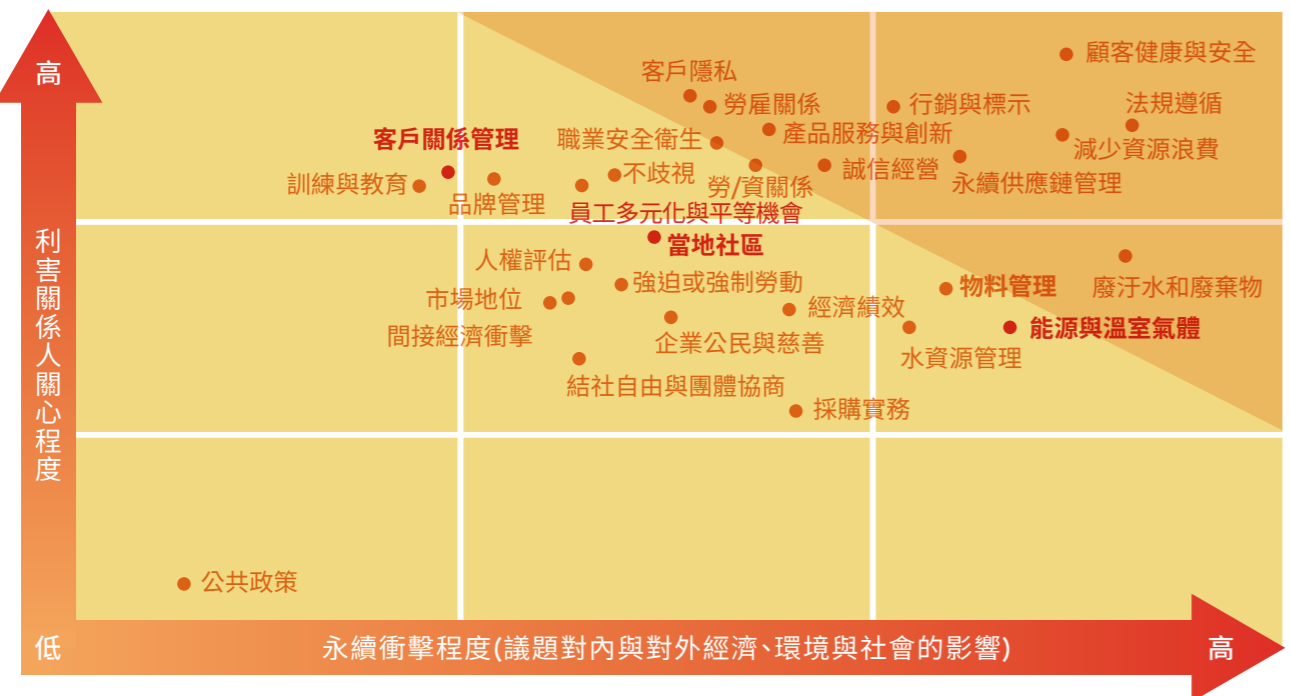 高
利害關係人關心程度
低
顧客健康與安全
客戶隱私
勞雇關係
行銷與標示
法規遵循
客戶關係管理
職業安全衛生
產品服務與創新
減少資源浪費
訓練與教育
品牌管理
不歧視
勞/資關係
誠信經營
永續供應鏈管理
員工多元化與平等機會
當地社區
人權評估
強迫或強制勞動
物料管理
廢汙水和廢棄物
市場地位
經濟績效
能源與溫室氣體
間接經濟衝擊
企業公民與慈善
水資源管理
結社自由與團體協商
採購實務
公共政策
永續衝擊程度(議題對內與對外經濟、環境與社會的影響)
高